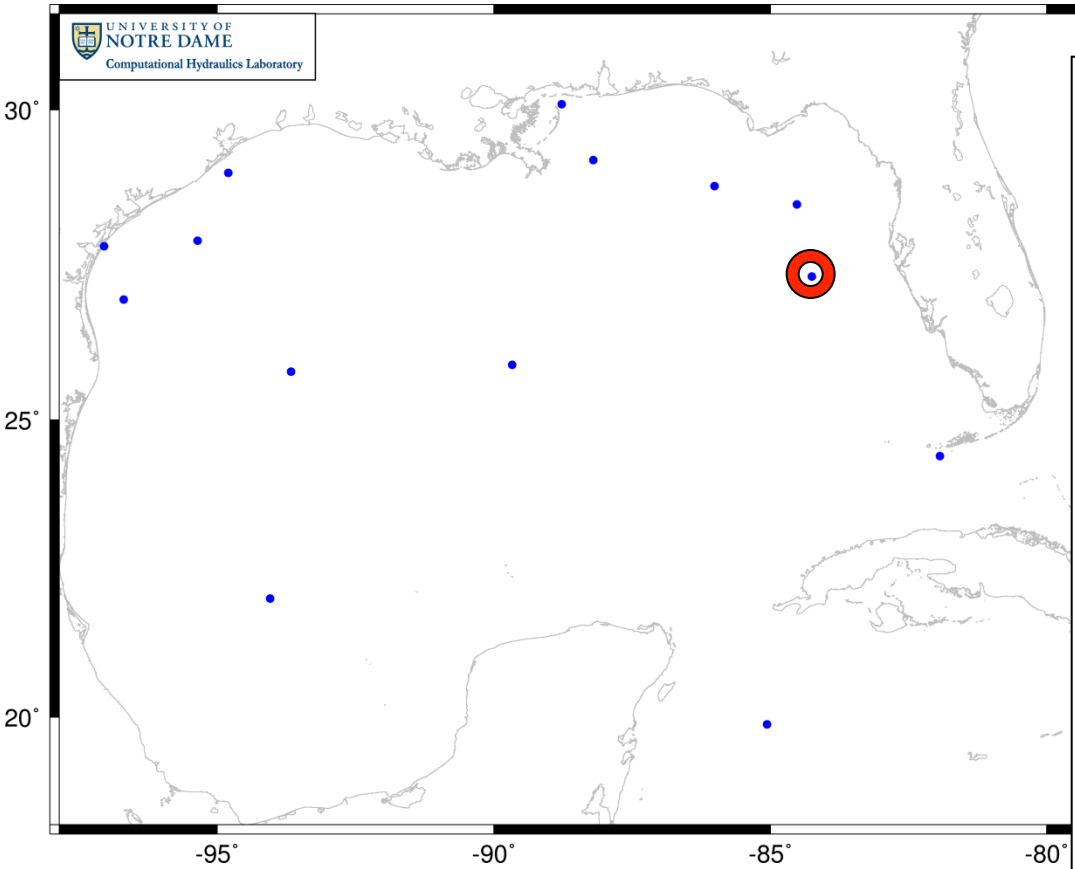 UNIVERSITY OF
NOTRE DAME
Computational Hydraulics Laboratory
30°
25°
20°
-95°
-90°
-85°
-80°